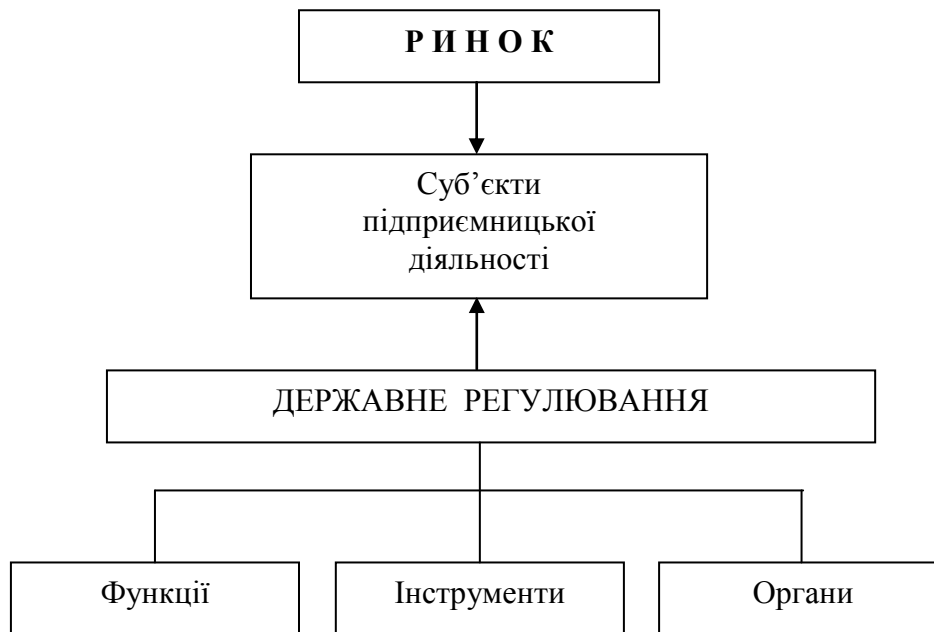 Р И Н О К
Суб’єкти
підприємницької
діяльності
ДЕРЖАВНЕ РЕГУЛЮВАННЯ
Функції
Інструменти
Органи